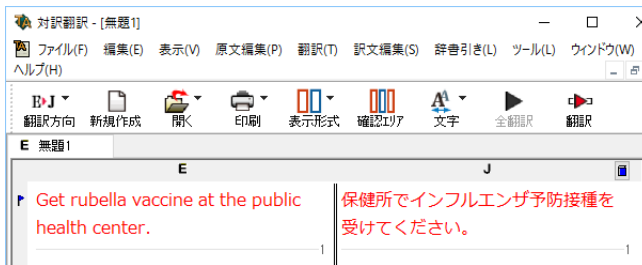 対訳翻訳 - [無題1]
ファイル(F) 編集(E) 表示(V) 原文編集(P) 翻訳(T) 訳文編集(S) 辞書引き(L) ツール(L) ウィンドウ(W)
ヘルプ(H)
E›J
翻訳方向 新規作成 開く 印刷 表示形式 確認エリア 文字 全翻訳 翻訳
E 無題1
E J
Get rubella vaccine at the public 保健所でインフルエンザ予防接種を
health center. 受けてください。
1 1